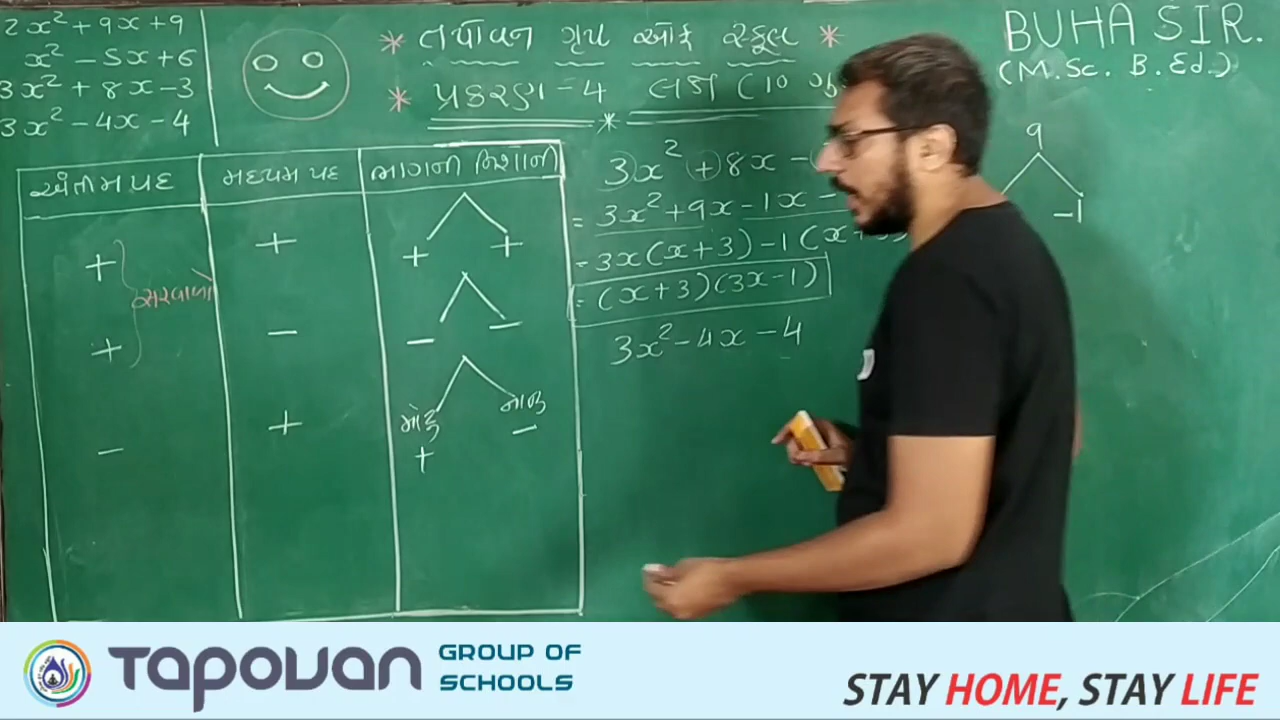 2x² + 9x + 9
x² - 5x + 6
3x² + 8x - 3
3x² - 4x - 4
* તપોવન ગૃપ ઓફ સ્કૂલ *
* પ્રકરણ - 4
BUHA SIR.
(M.Sc. B.Ed.)
અંતિમ પદ મધ્યમ પદ ભાગની નિશાની
+ + + +
સરવાળો
+ - - -
- + મોટું + નાનું -
3x² + 8x -
= 3x² + 9x - 1x -
= 3x(x+3) - 1(x+3)
= (x+3)(3x-1)
3x² - 4x - 4
9
-1
TAPOVAN GROUP OF SCHOOLS
STAY HOME, STAY LIFE